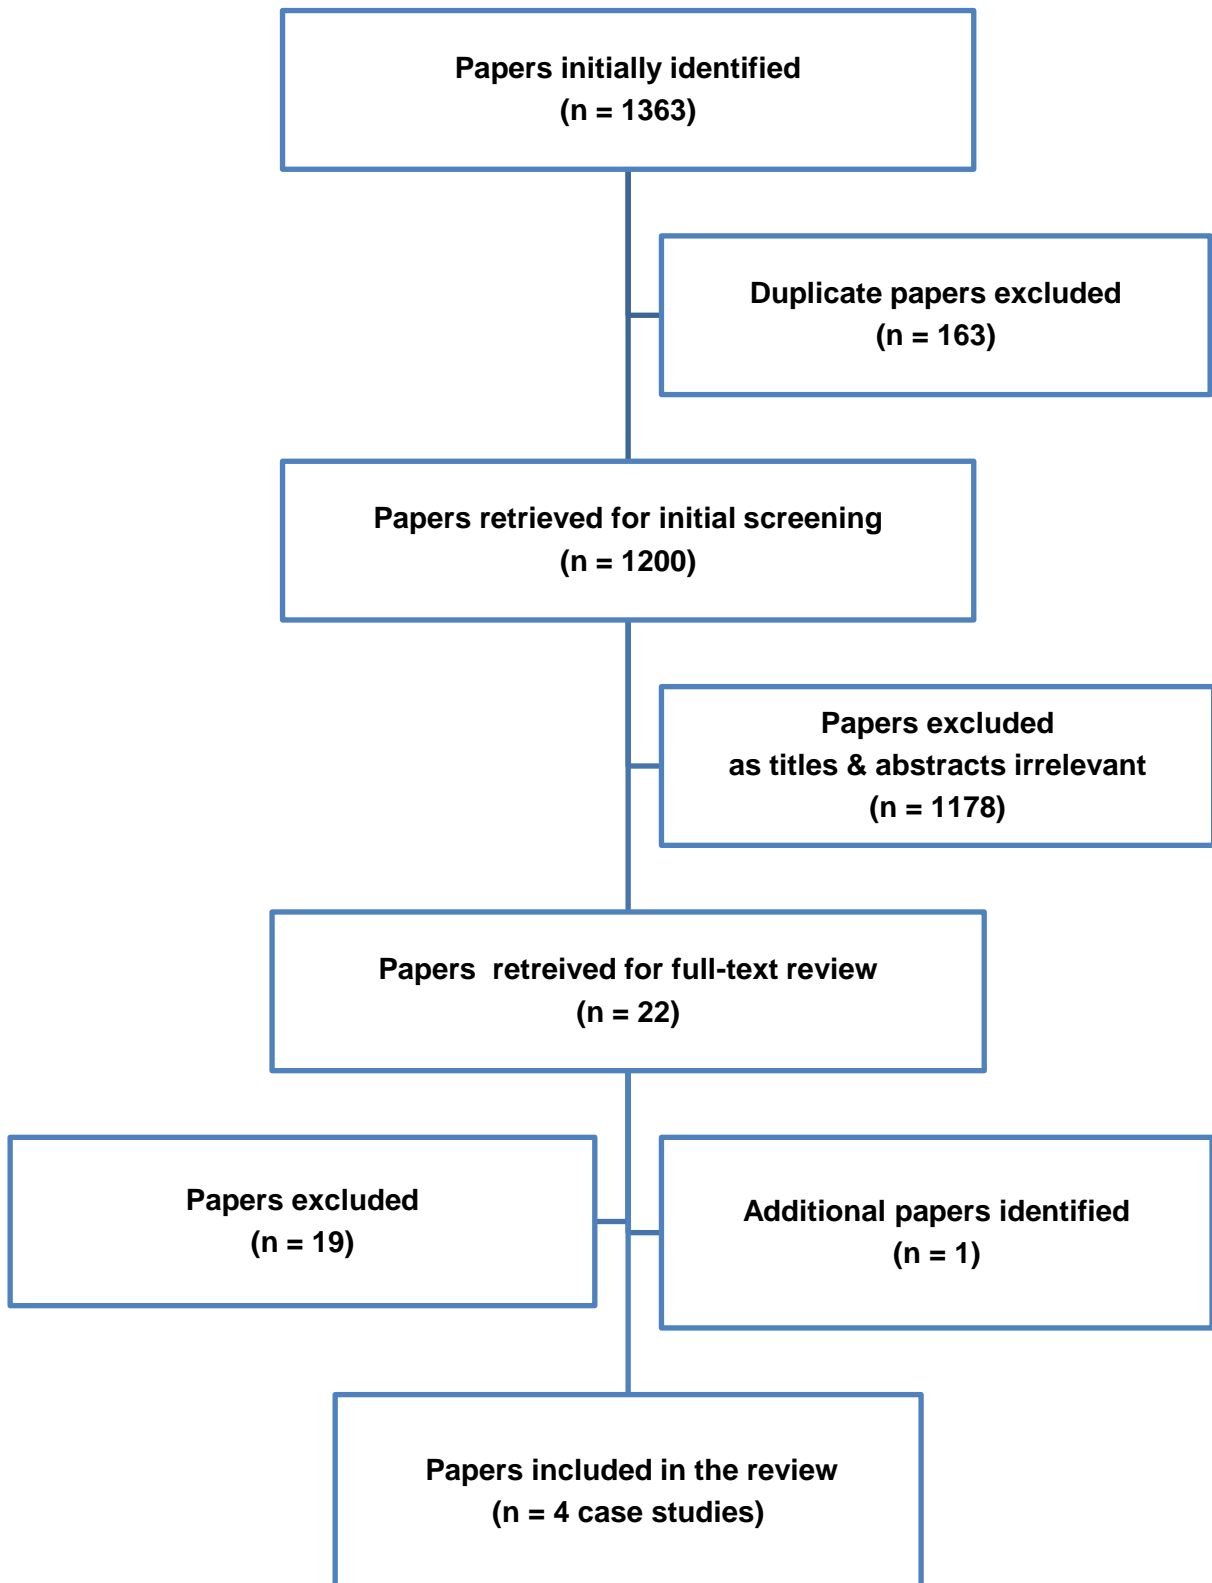 Papers initially identified
(n = 1363)
Duplicate papers excluded
(n = 163)
Papers retrieved for initial screening
(n = 1200)
Papers excluded
as titles & abstracts irrelevant
(n = 1178)
Papers  retreived for full-text review
(n = 22)
Papers excluded
(n = 19)
Additional papers identified
(n = 1)
Papers included in the review
(n = 4 case studies)